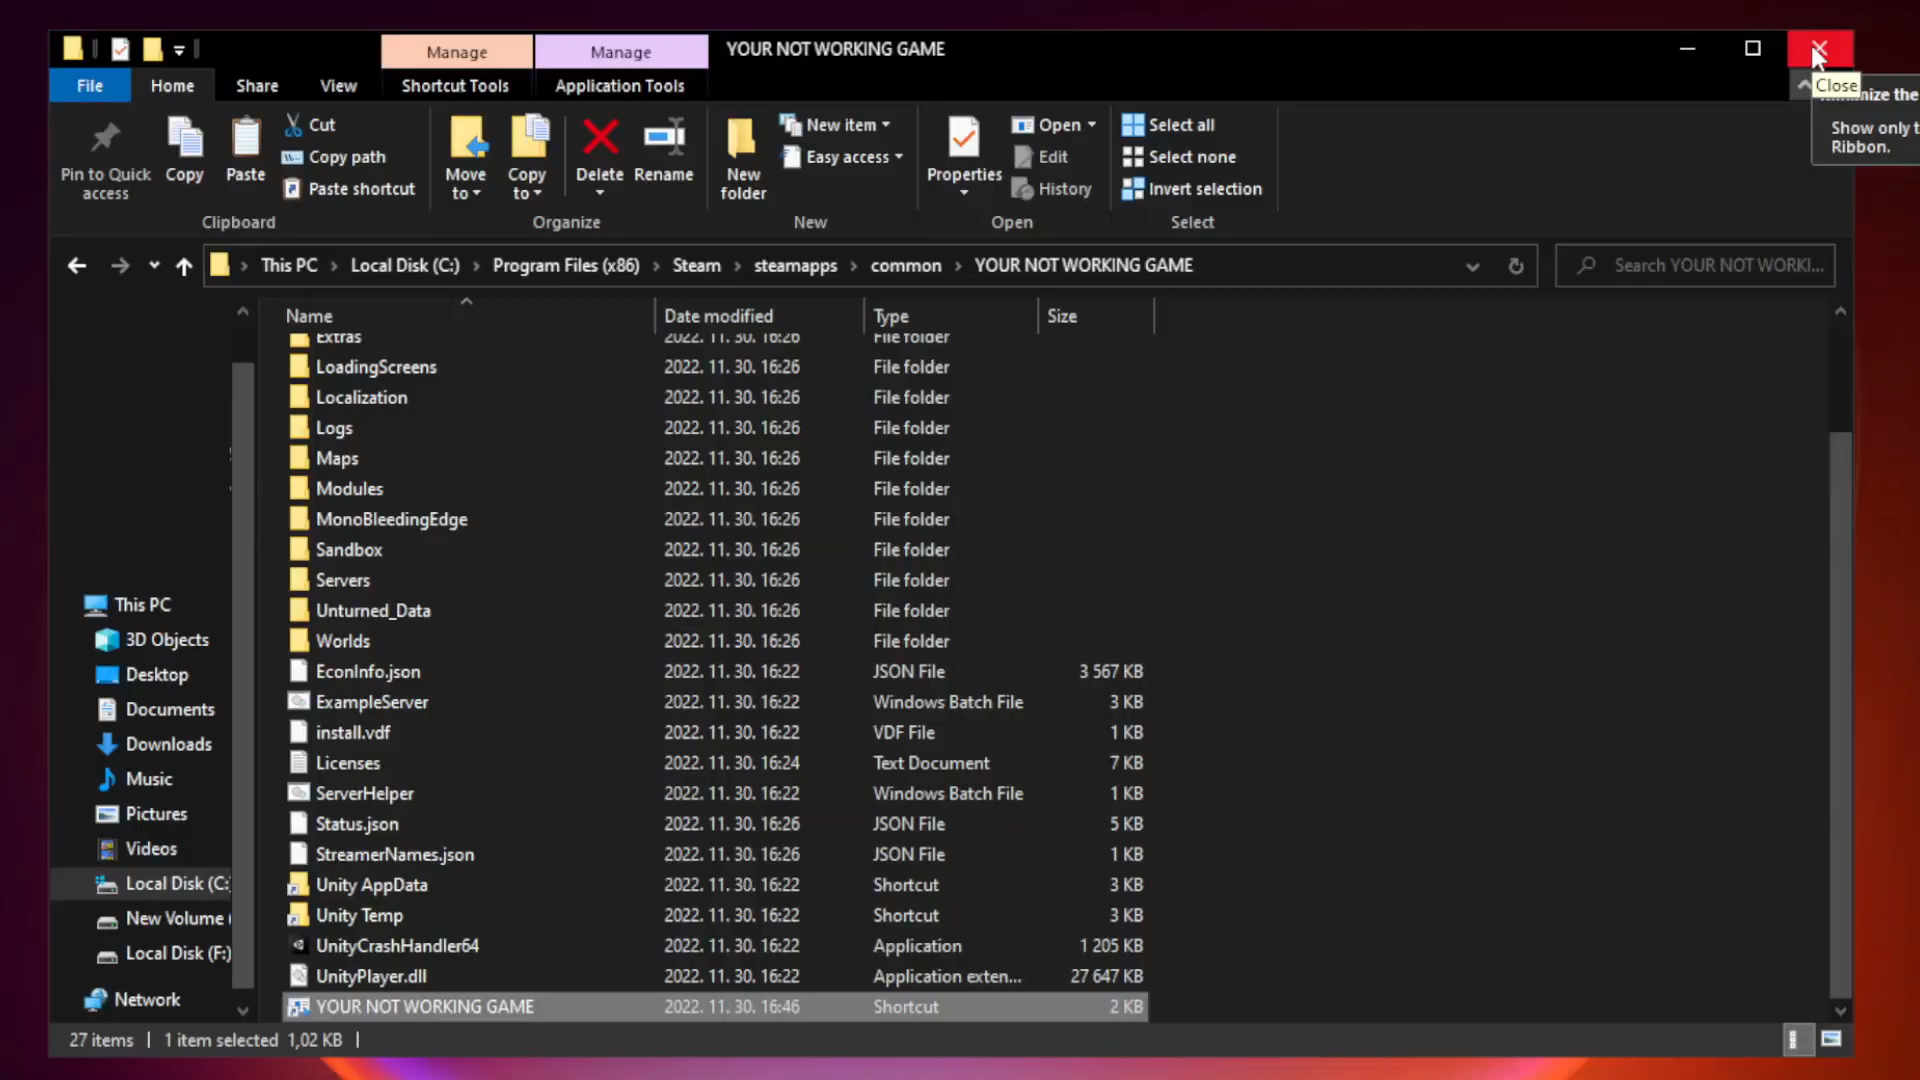 Manage
Manage
YOUR NOT WORKING GAME
File
Home
Share
View
Shortcut Tools
Application Tools
Close
the
Show only t
Ribbon.
Pin to Quick
access
Copy
Paste
Cut
Copy path
Paste shortcut
Clipboard
Move
to
Copy
to
Delete
Rename
Organize
New
folder
New item
Easy access
New
Properties
Open
Edit
History
Open
Select all
Select none
Invert selection
Select
This PC
Local Disk (C:)
Program Files (x86)
Steam
steamapps
common
YOUR NOT WORKING GAME
Search YOUR NOT WORKI...
Name Date modified Type Size
Extras 2022. 11. 30. 16:26 File folder
LoadingScreens 2022. 11. 30. 16:26 File folder
Localization 2022. 11. 30. 16:26 File folder
Logs 2022. 11. 30. 16:26 File folder
Maps 2022. 11. 30. 16:26 File folder
Modules 2022. 11. 30. 16:26 File folder
MonoBleedingEdge 2022. 11. 30. 16:26 File folder
Sandbox 2022. 11. 30. 16:26 File folder
Servers 2022. 11. 30. 16:26 File folder
Unturned_Data 2022. 11. 30. 16:26 File folder
Worlds 2022. 11. 30. 16:26 File folder
EconInfo.json 2022. 11. 30. 16:22 JSON File 3 567 KB
ExampleServer 2022. 11. 30. 16:22 Windows Batch File 3 KB
install.vdf 2022. 11. 30. 16:22 VDF File 1 KB
Licenses 2022. 11. 30. 16:24 Text Document 7 KB
ServerHelper 2022. 11. 30. 16:22 Windows Batch File 1 KB
Status.json 2022. 11. 30. 16:26 JSON File 5 KB
StreamerNames.json 2022. 11. 30. 16:26 JSON File 1 KB
Unity AppData 2022. 11. 30. 16:22 Shortcut 3 KB
Unity Temp 2022. 11. 30. 16:22 Shortcut 3 KB
UnityCrashHandler64 2022. 11. 30. 16:22 Application 1 205 KB
UnityPlayer.dll 2022. 11. 30. 16:22 Application exten... 27 647 KB
YOUR NOT WORKING GAME 2022. 11. 30. 16:46 Shortcut 2 KB
This PC
3D Objects
Desktop
Documents
Downloads
Music
Pictures
Videos
Local Disk (C:
New Volume (
Local Disk (F:)
Network
27 items
1 item selected 1,02 KB